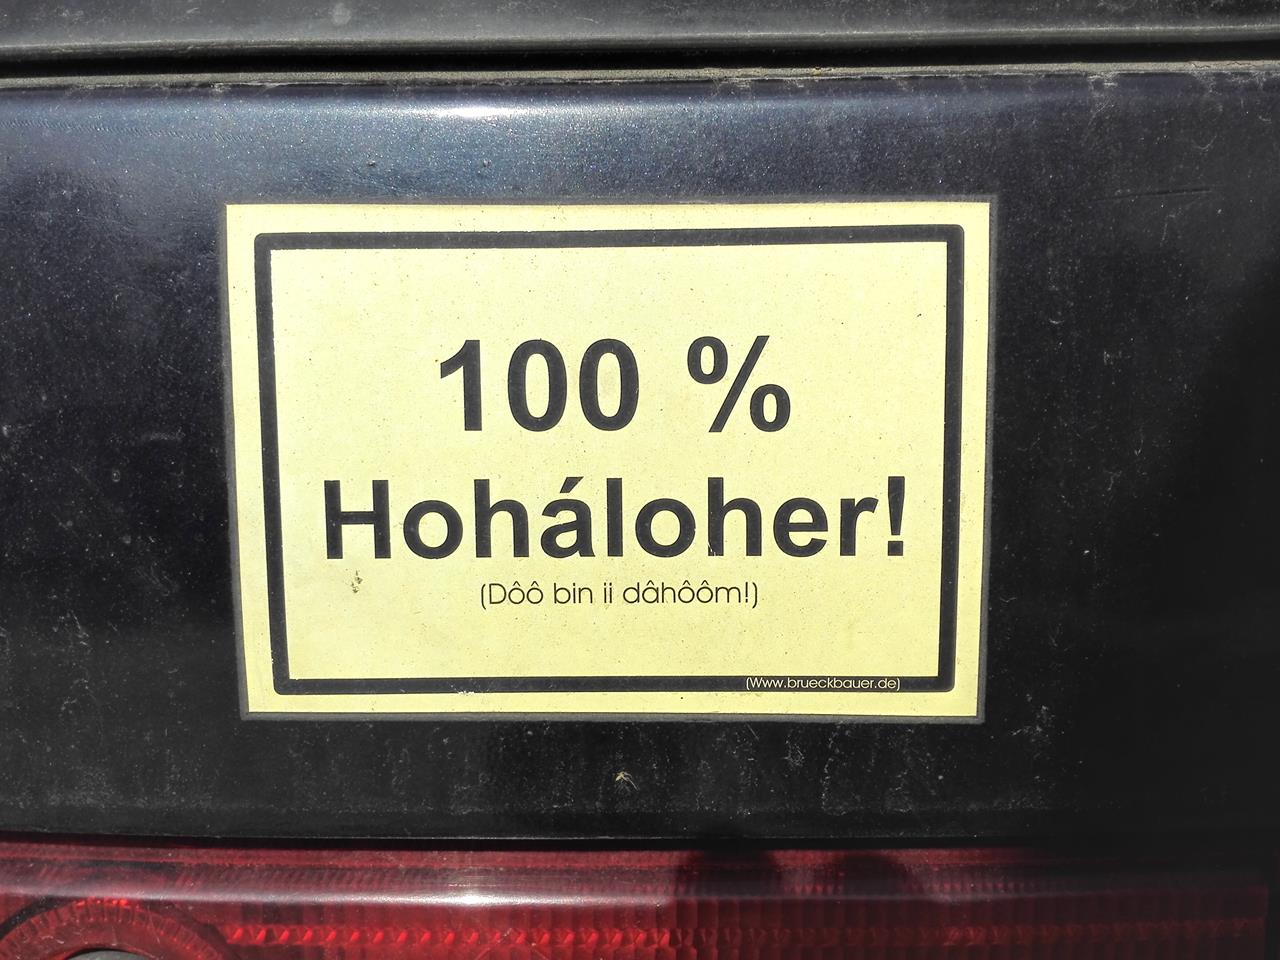 100 %
Hoháloher!
(Dôô bin ii dâhôôm!)
(Www.brueckbauer.de)